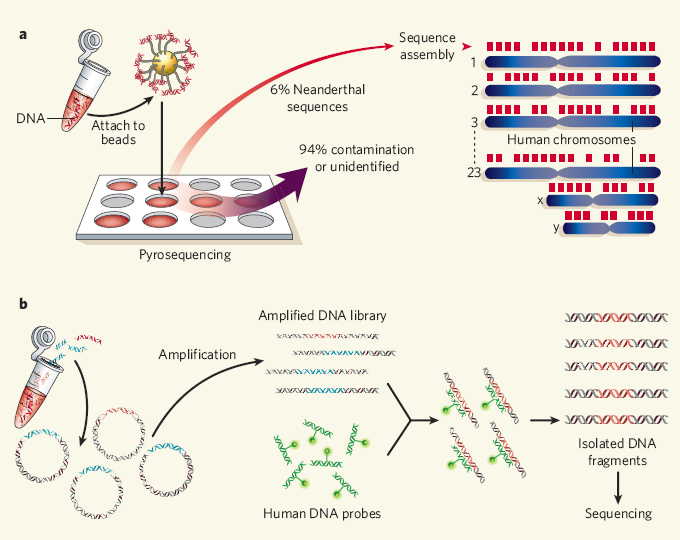 a
DNA
Attach to
beads
Pyrosequencing
6% Neanderthal
sequences
94% contamination
or unidentified
Sequence
assembly
1
2
3
Human chromosomes
23
x
y
b
Amplification
Amplified DNA library
Human DNA probes
Isolated DNA
fragments
Sequencing